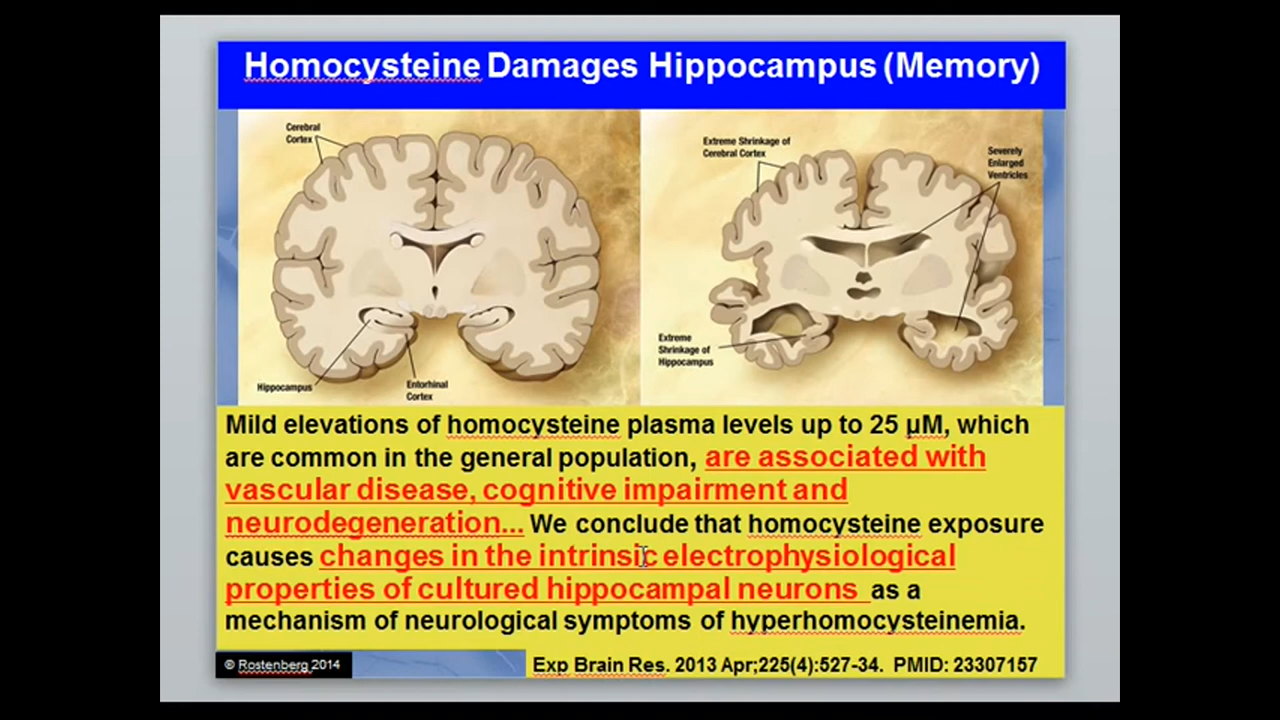 Homocysteine Damages Hippocampus (Memory)
Cerebral
Cortex
Hippocampus
Entorhinal
Cortex
Extreme Shrinkage of
Cerebral Cortex
Severely
Enlarged
Ventricles
Extreme
Shrinkage of
Hippocampus
Mild elevations of homocysteine plasma levels up to 25 µM, which
are common in the general population, are associated with
vascular disease, cognitive impairment and
neurodegeneration... We conclude that homocysteine exposure
causes changes in the intrinsic electrophysiological
properties of cultured hippocampal neurons as a
mechanism of neurological symptoms of hyperhomocysteinemia.
© Rostenberg 2014
Exp Brain Res. 2013 Apr;225(4):527-34. PMID: 23307157